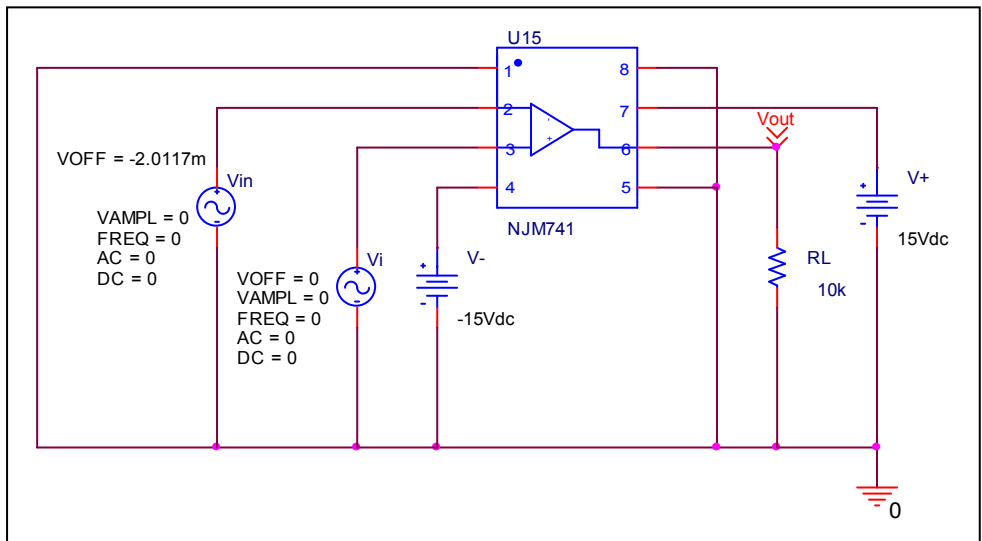 U15
1
8
2
7
Vout
3
6
VOFF = -2.0117m
Vin
4
5
V+
VAMPL = 0
FREQ = 0
AC = 0
DC = 0
NJM741
15Vdc
Vi
V-
RL
VOFF = 0
VAMPL = 0
FREQ = 0
AC = 0
DC = 0
10k
-15Vdc
0